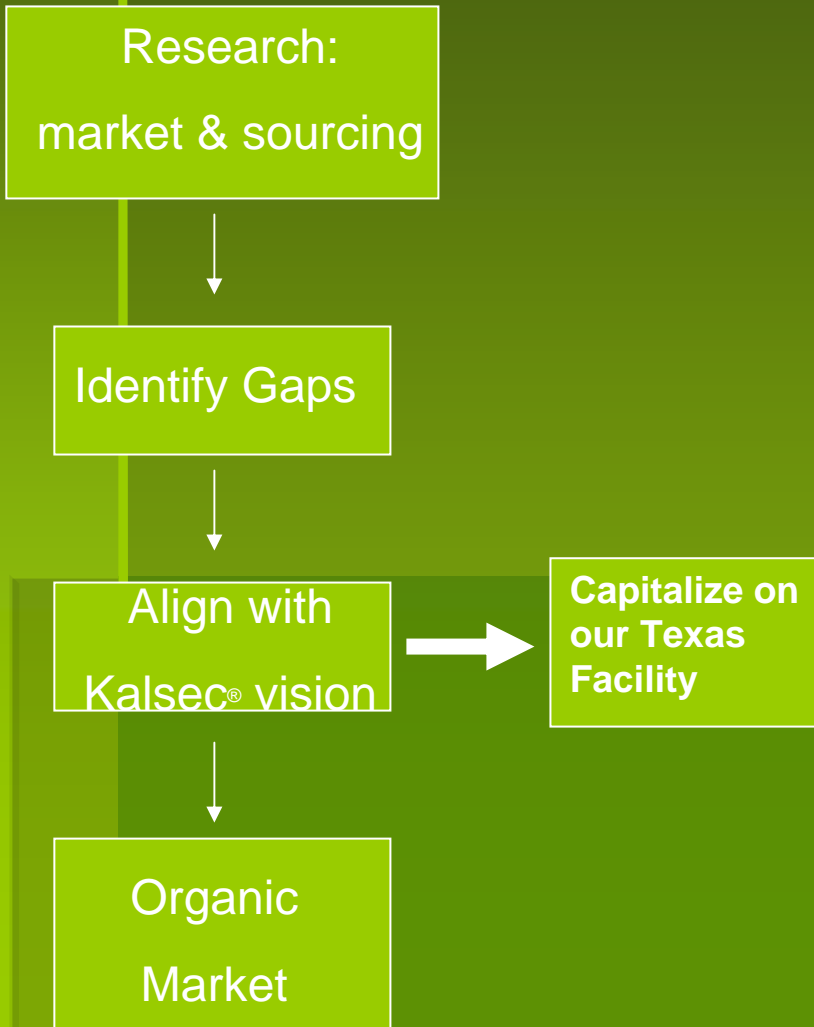 Research:
market & sourcing
Identify Gaps
Align with
Kalsec® vision
Capitalize on
our Texas
Facility
Organic
Market